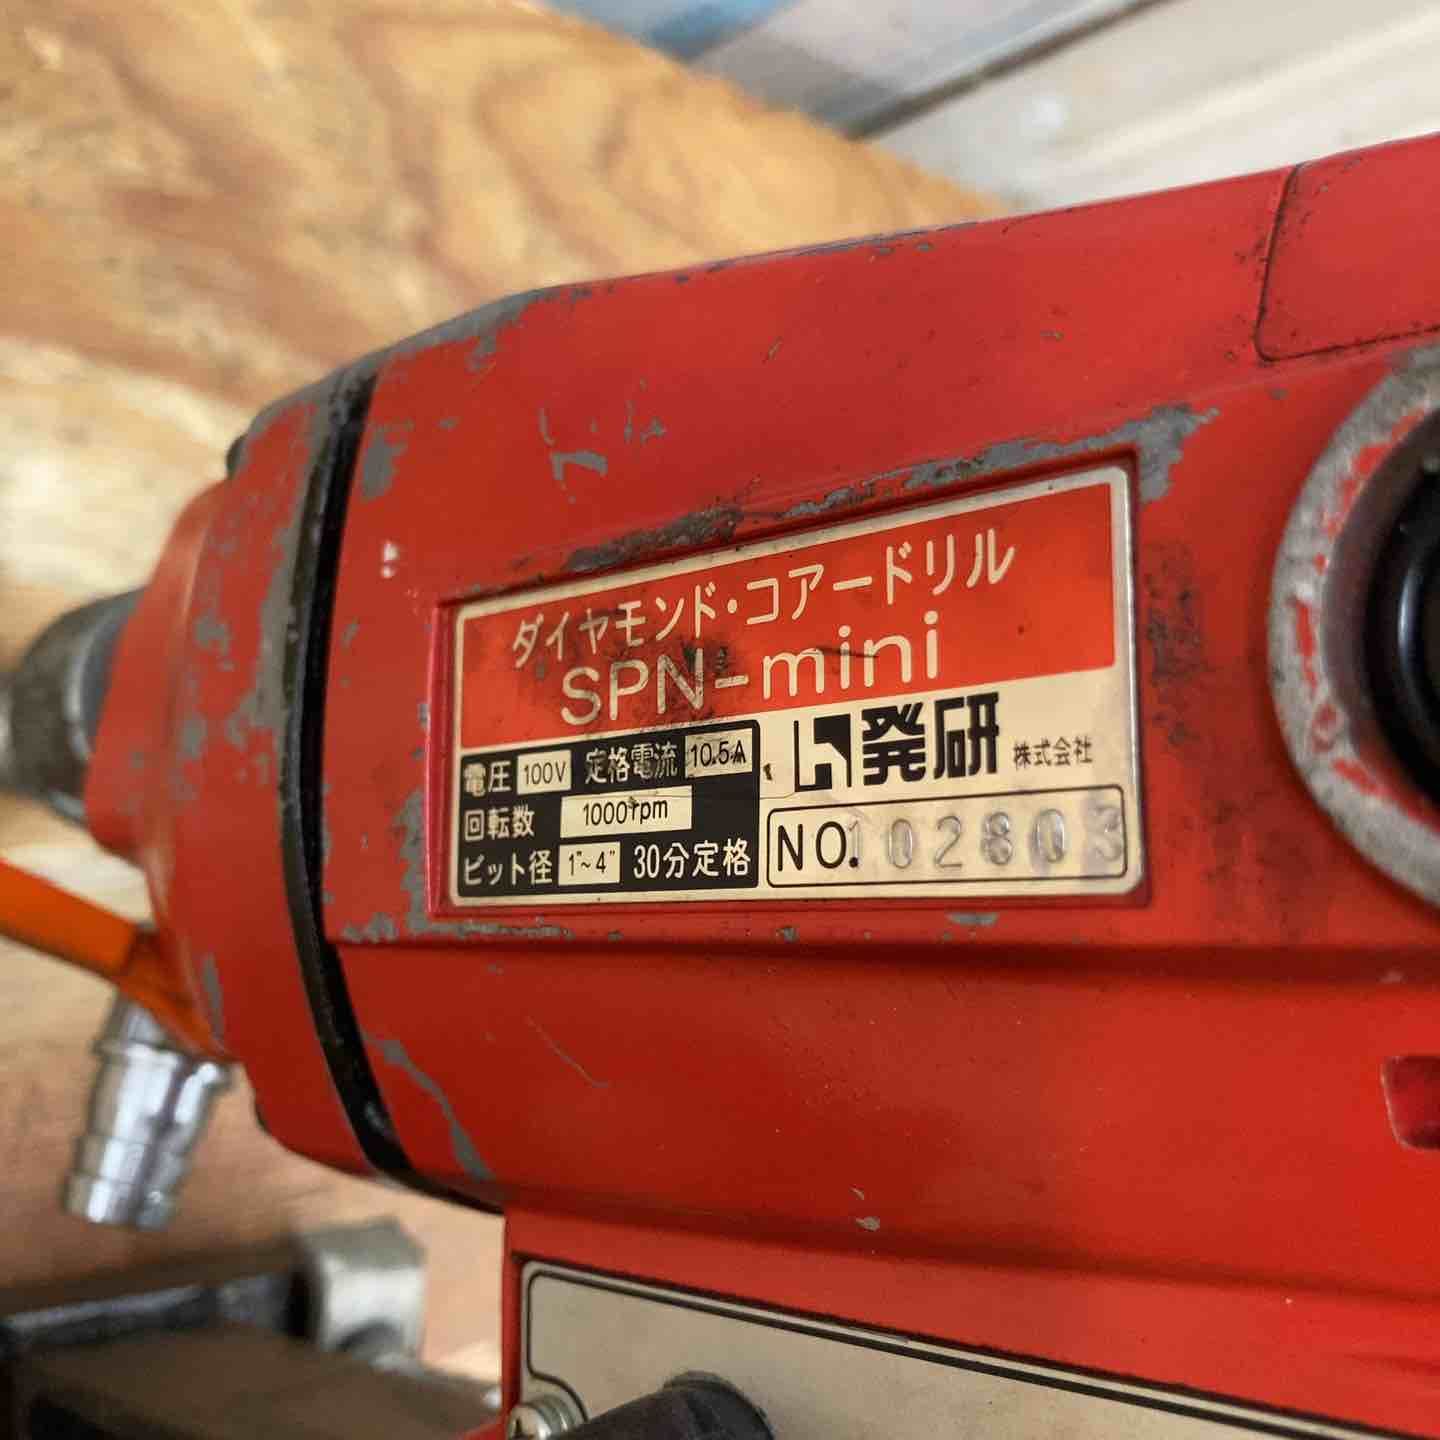 ダイヤモンド・コアードリル
SPN-mini
発研 株式会社
電圧 100V 定格電流 10.5A
回転数 1000rpm
ビット径 1"~4" 30分定格
NO. 102803